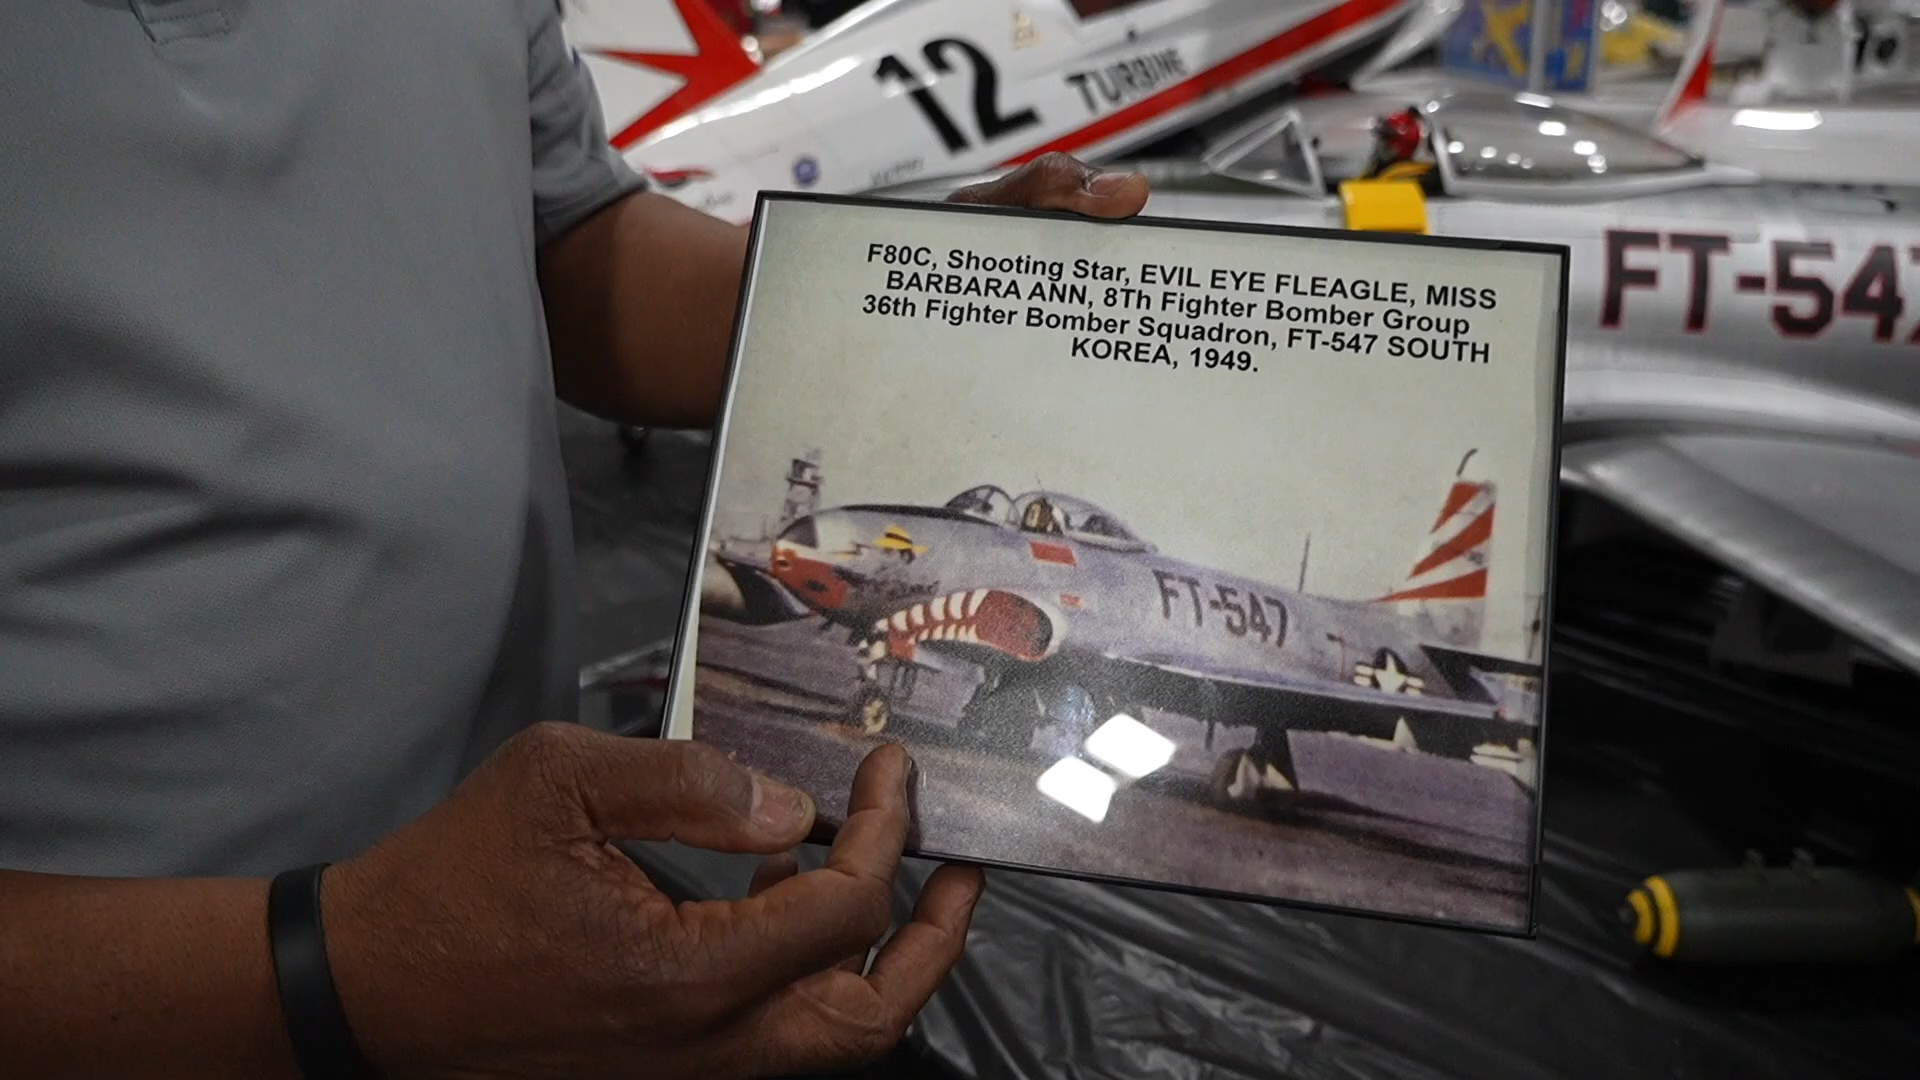 12
TURBINE
FT-547
F80C, Shooting Star, EVIL EYE FLEAGLE, MISS
BARBARA ANN, 8Th Fighter Bomber Group
36th Fighter Bomber Squadron, FT-547 SOUTH
KOREA, 1949.
FT-547